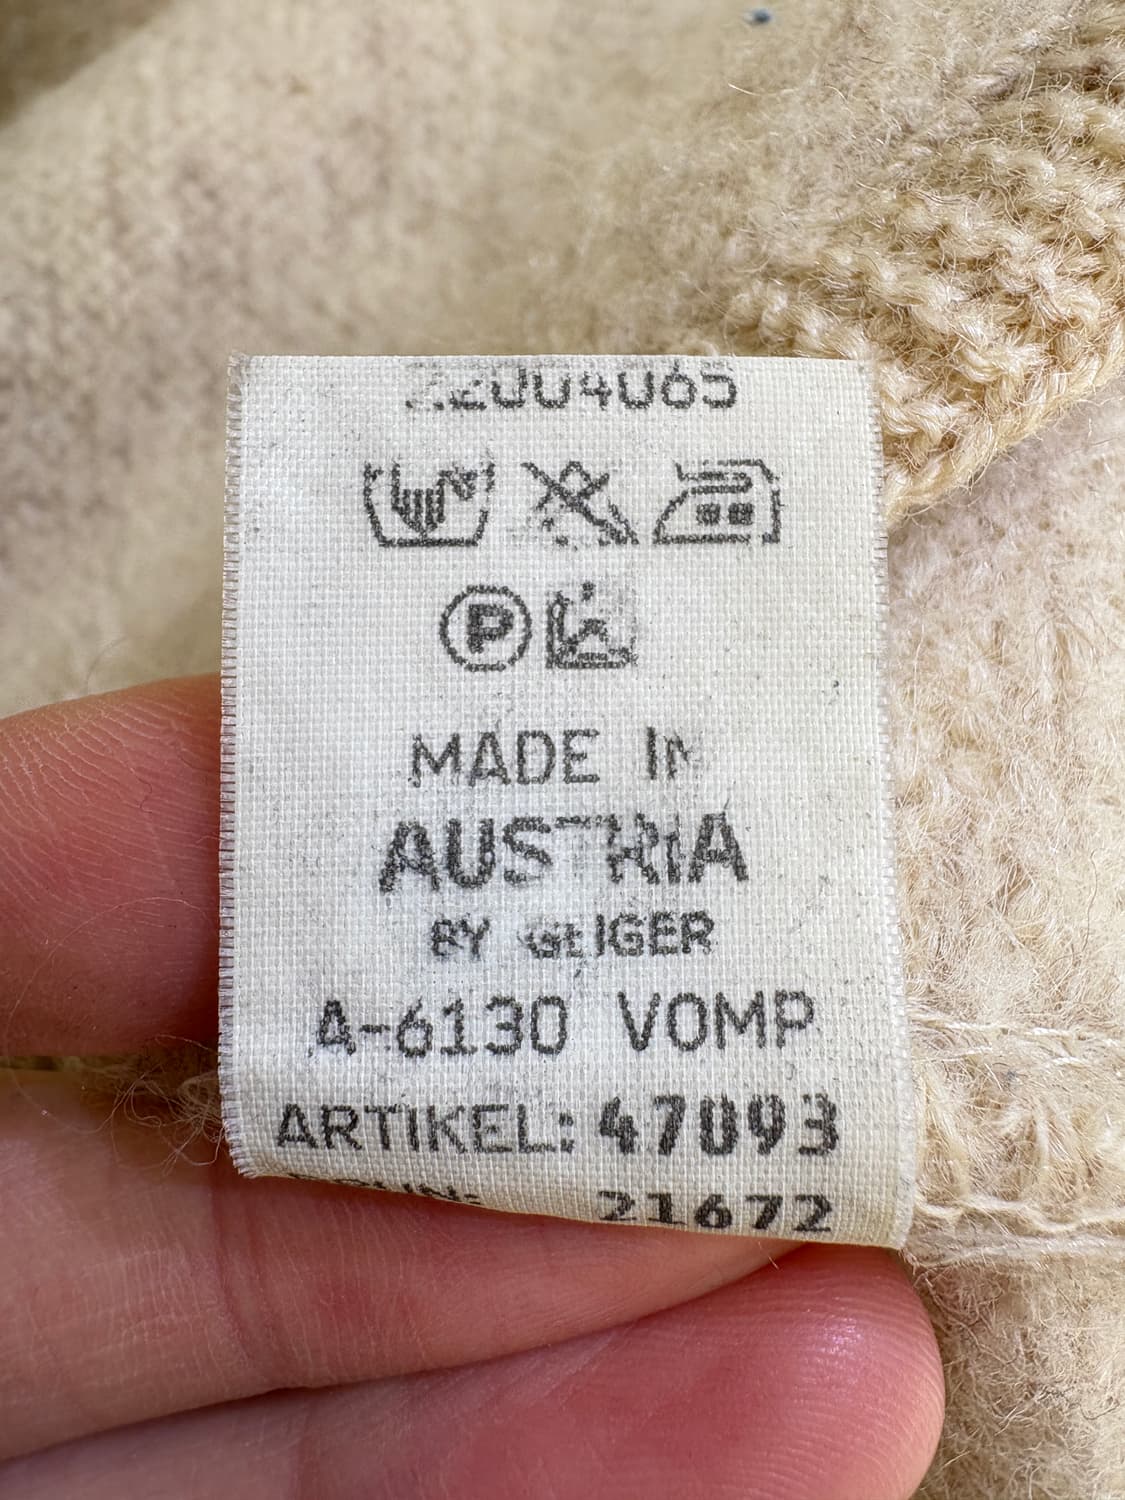 MADE IN
AUSTRIA
BY GEIGER
A-6130 VOMP
ARTIKEL: 47093
21672